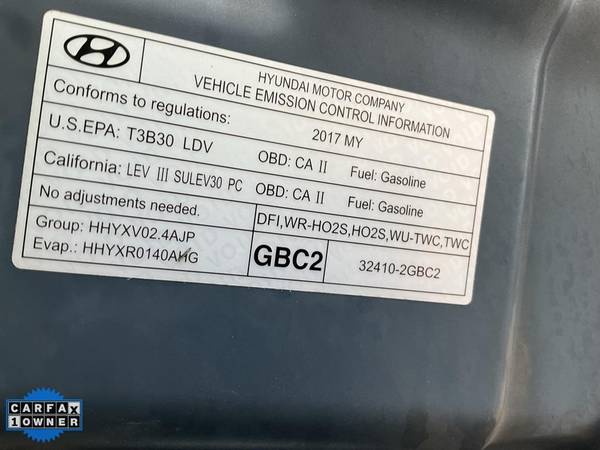 HYUNDAI MOTOR COMPANY
VEHICLE EMISSION CONTROL INFORMATION
Conforms to regulations: 2017 MY
U.S.EPA: T3B30 LDV OBD: CA II Fuel: Gasoline
California: LEV III SULEV30 PC OBD: CA II Fuel: Gasoline
No adjustments needed. DFI,WR-HO2S,HO2S,WU-TWC,TWC
Group: HHYXV02.4AJP
Evap.: HHYXR0140AHG
GBC2 32410-2GBC2
CARFAX
1 OWNER